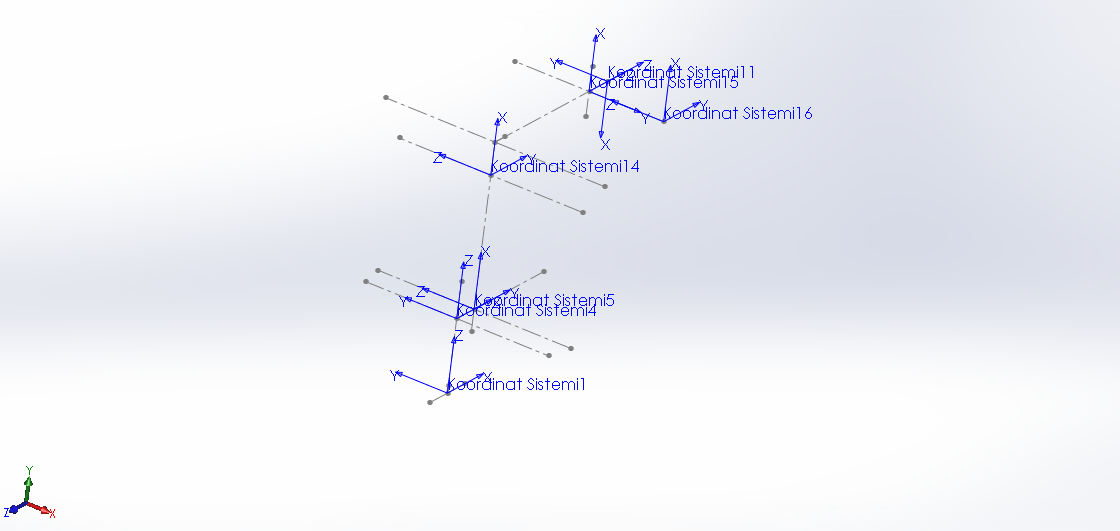 X
Y
Z
Koordinat Sistemi11
X
Koordinat Sistemi15
Z
Y
Koordinat Sistemi16
Y
X
X
Z
Y
Koordinat Sistemi14
X
Z
Z
Y
Koordinat Sistemi5
Y
Koordinat Sistemi4
Z
Y
X
Koordinat Sistemi1
Y
Z
X